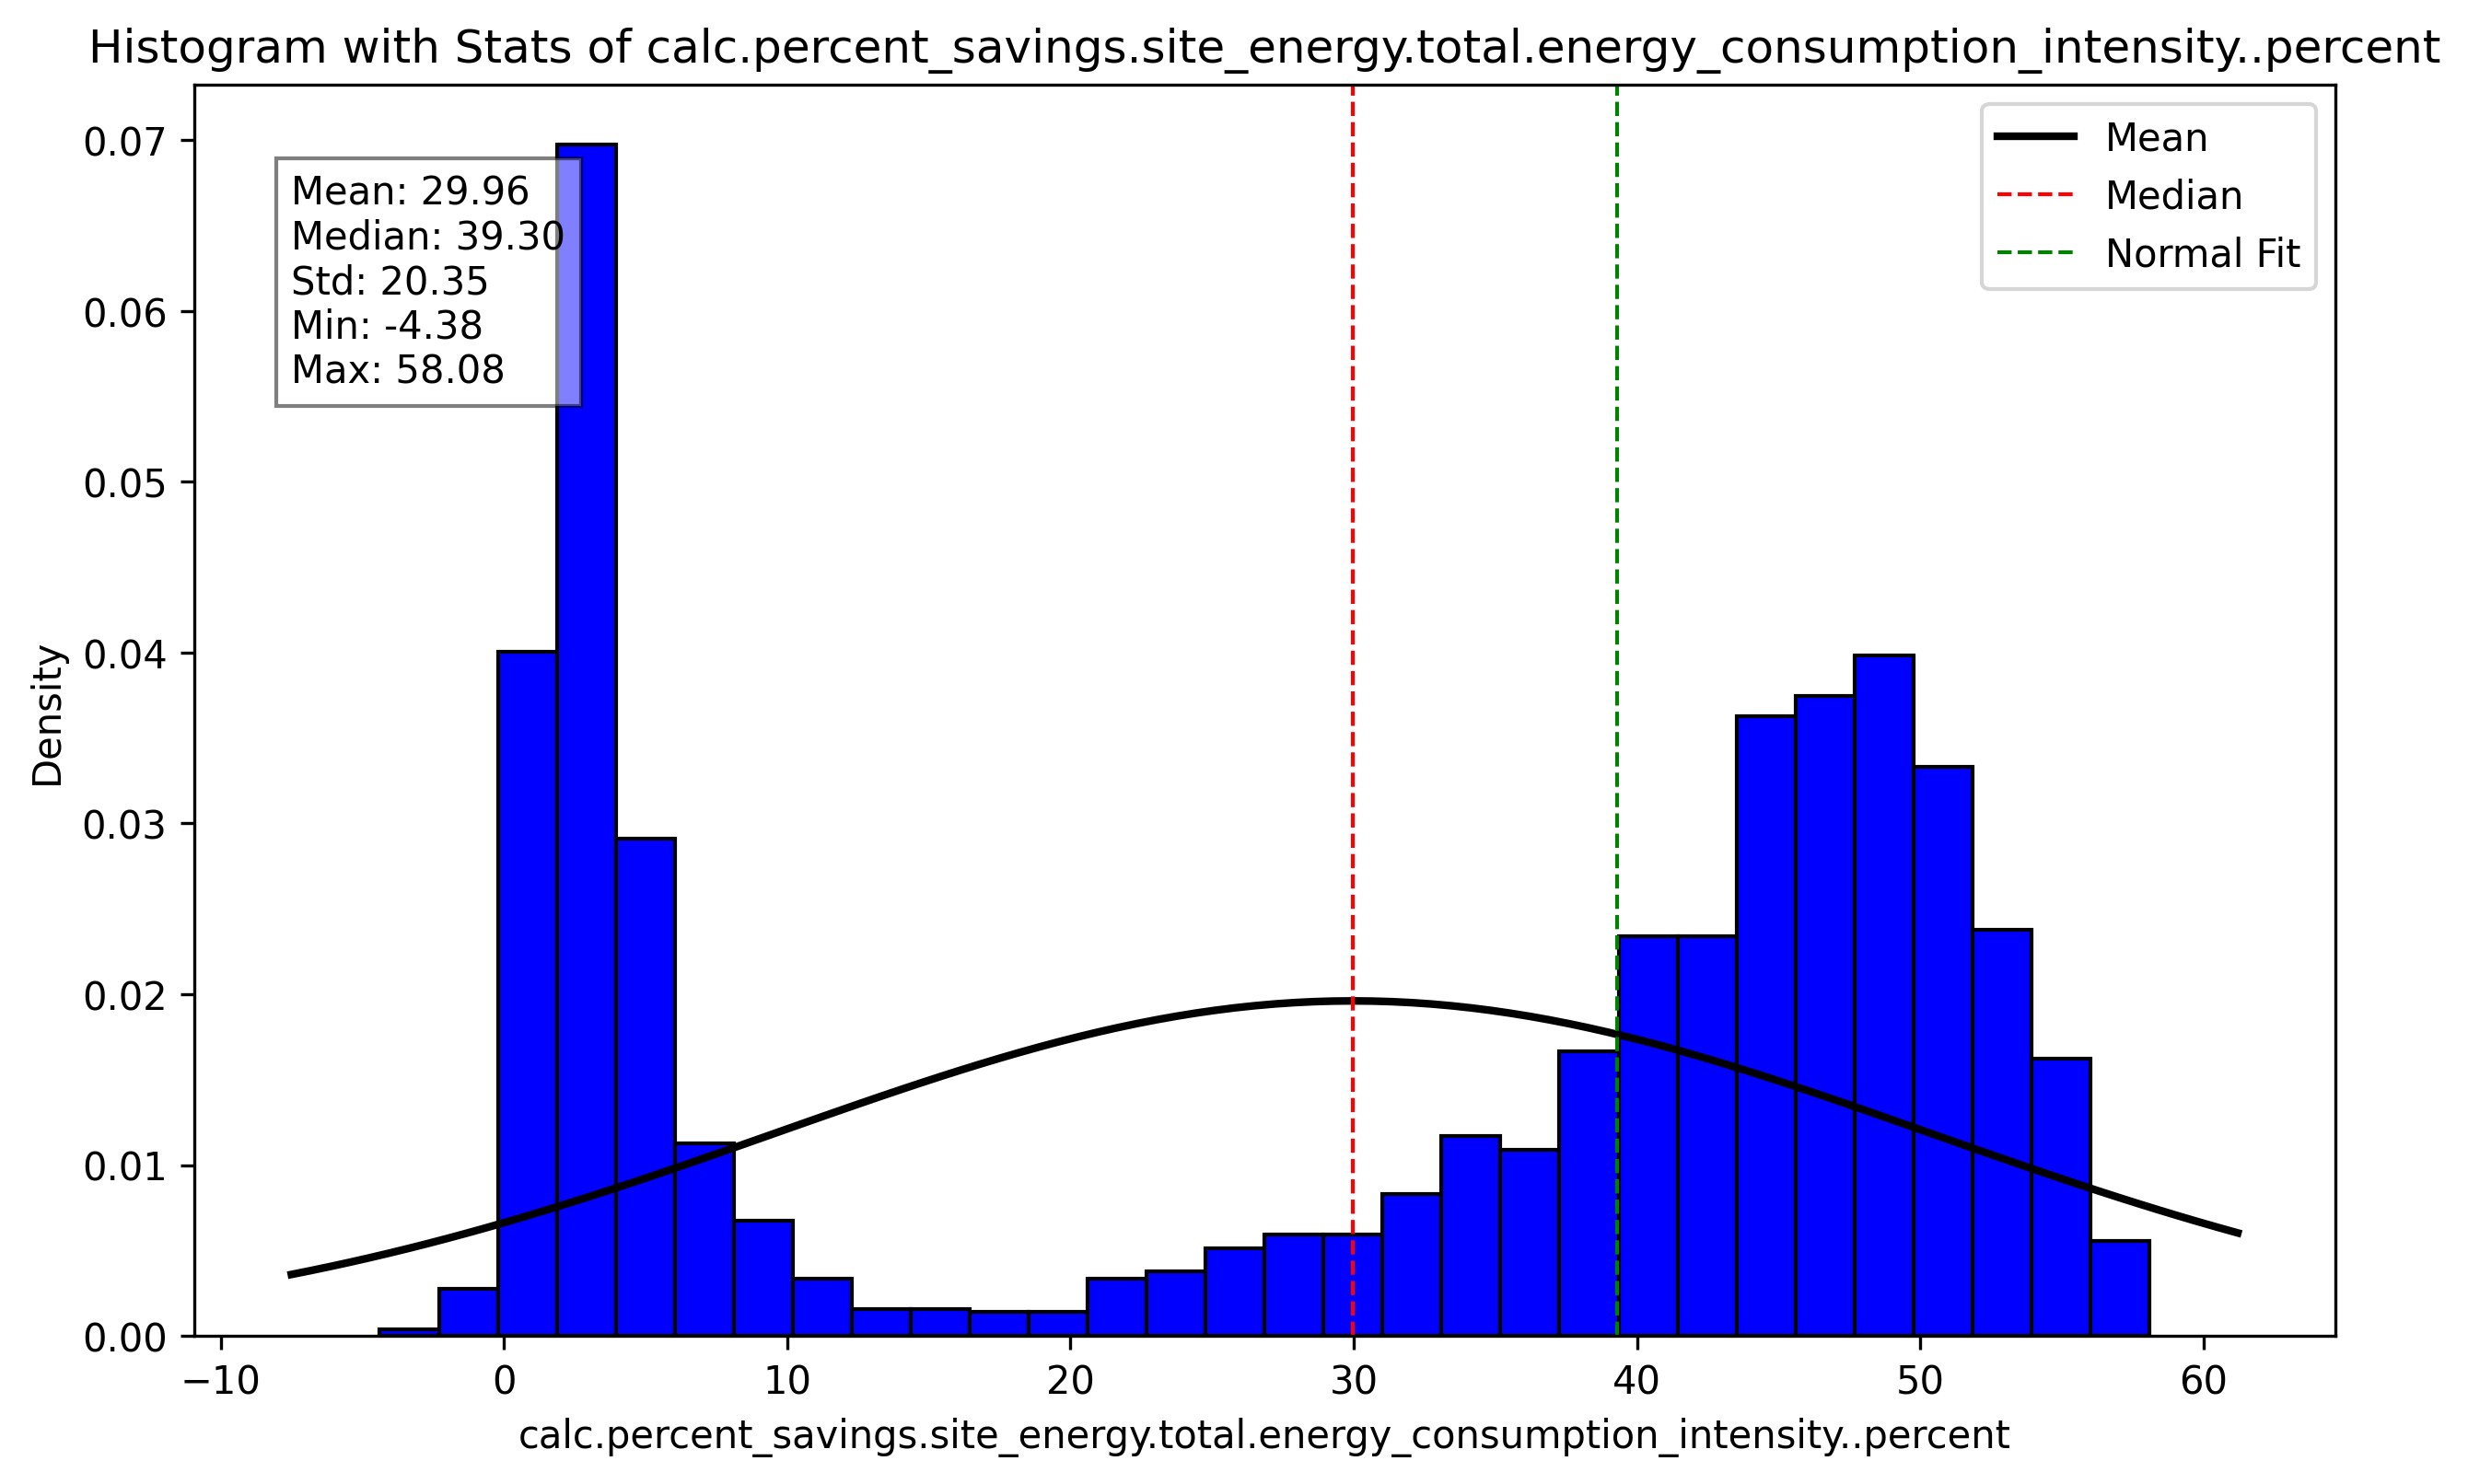 Histogram with Stats of calc.percent_savings.site_energy.total.energy_consumption_intensity..percent
Mean: 29.96
Median: 39.30
Std: 20.35
Min: -4.38
Max: 58.08
Mean
Median
Normal Fit
Density
0.07
0.06
0.05
0.04
0.03
0.02
0.01
0.00
−10
0
10
20
30
40
50
60
calc.percent_savings.site_energy.total.energy_consumption_intensity..percent